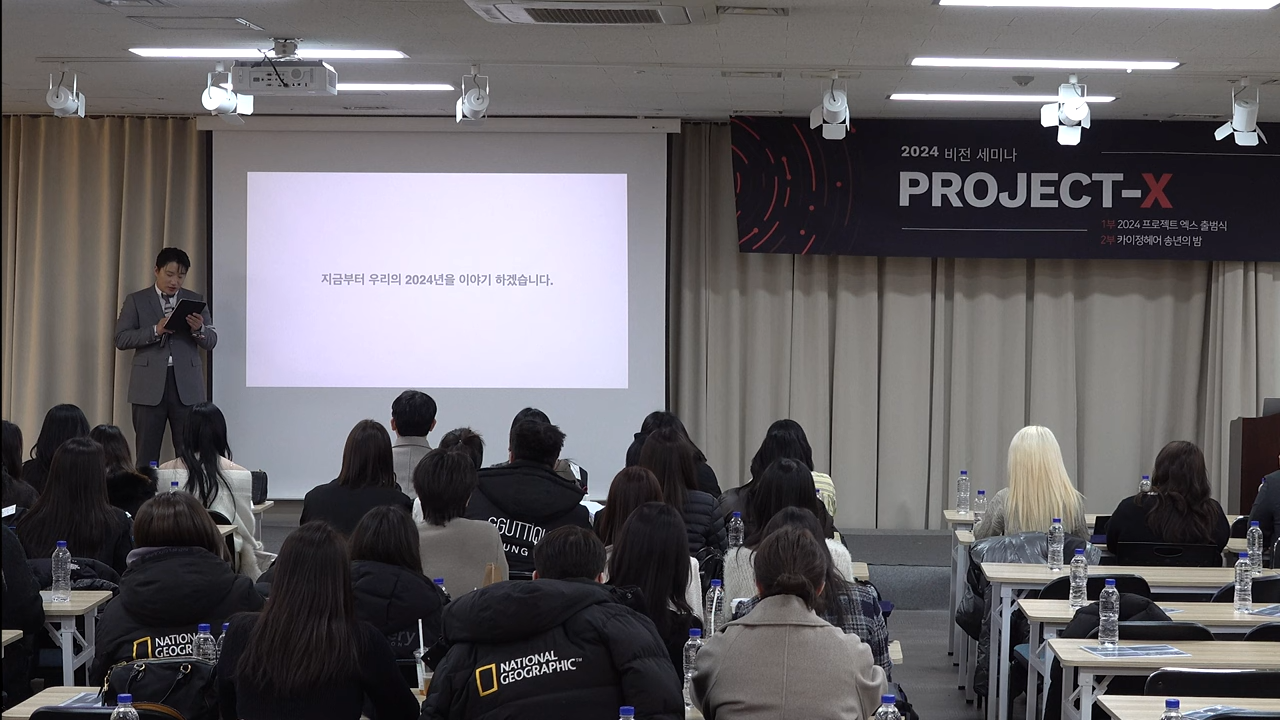 2024 비전 세미나
PROJECT-X
1부 2024 프로젝트 엑스 출범식
2부 카이정헤어 송년의 밤
지금부터 우리의 2024년을 이야기 하겠습니다.
NATIONAL
NATIONAL
GEOGRAPHIC™